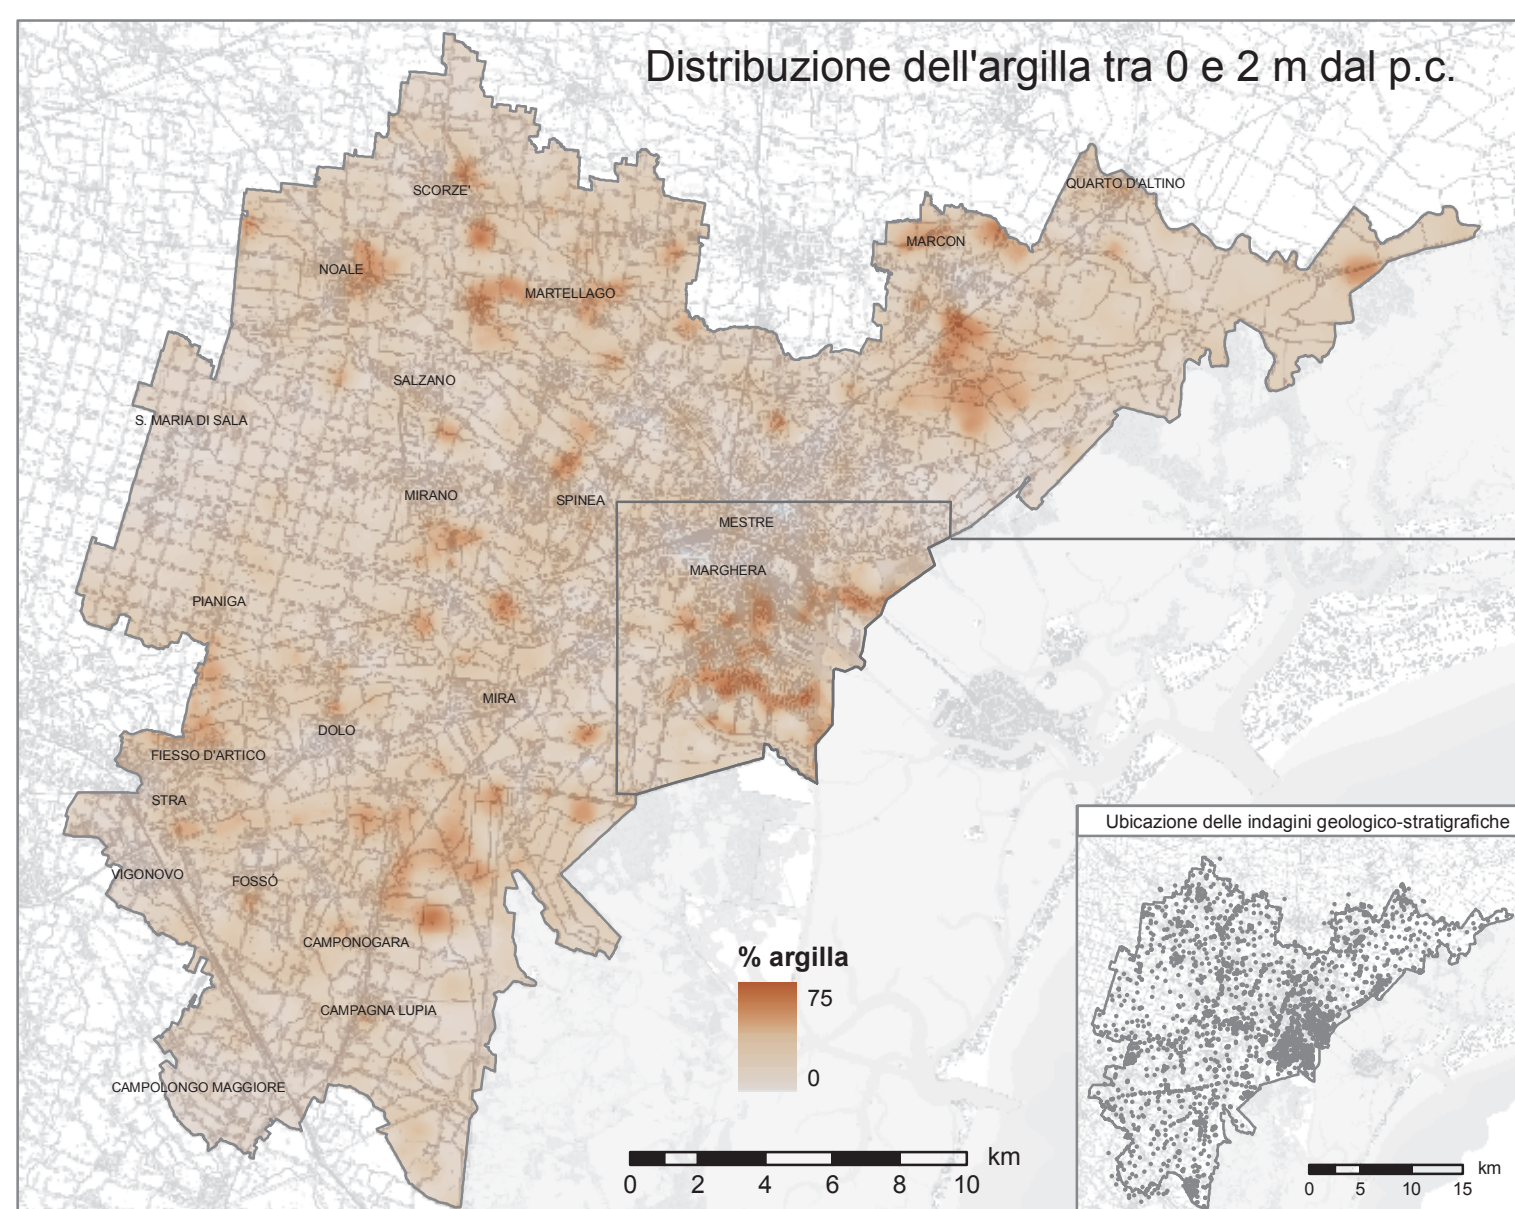 Distribuzione dell'argilla tra 0 e 2 m dal p.c.
QUARTO D'ALTINO
SCORZE'
MARCON
NOALE
MARTELLAGO
SALZANO
S. MARIA DI SALA
MIRANO
SPINEA
MESTRE
MARGHERA
PIANIGA
MIRA
DOLO
FIESSO D'ARTICO
STRA
VIGONOVO
FOSSÓ
CAMPONOGARA
CAMPAGNA LUPIA
CAMPOLONGO MAGGIORE
% argilla
75
0
km
0 2 4 6 8 10
Ubicazione delle indagini geologico-stratigrafiche
km
0 5 10 15